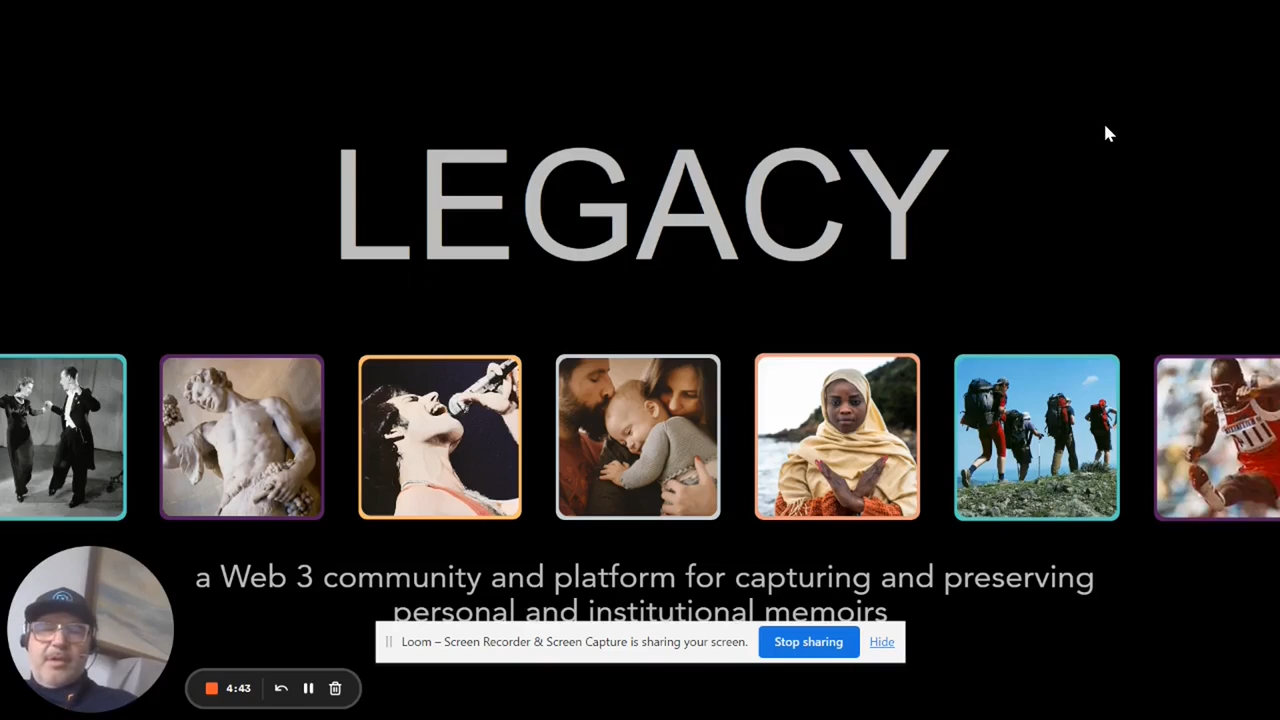 LEGACY
a Web 3 community and platform for capturing and preserving
personal and institutional memoirs
Loom – Screen Recorder & Screen Capture is sharing your screen.
Stop sharing
Hide
4:43